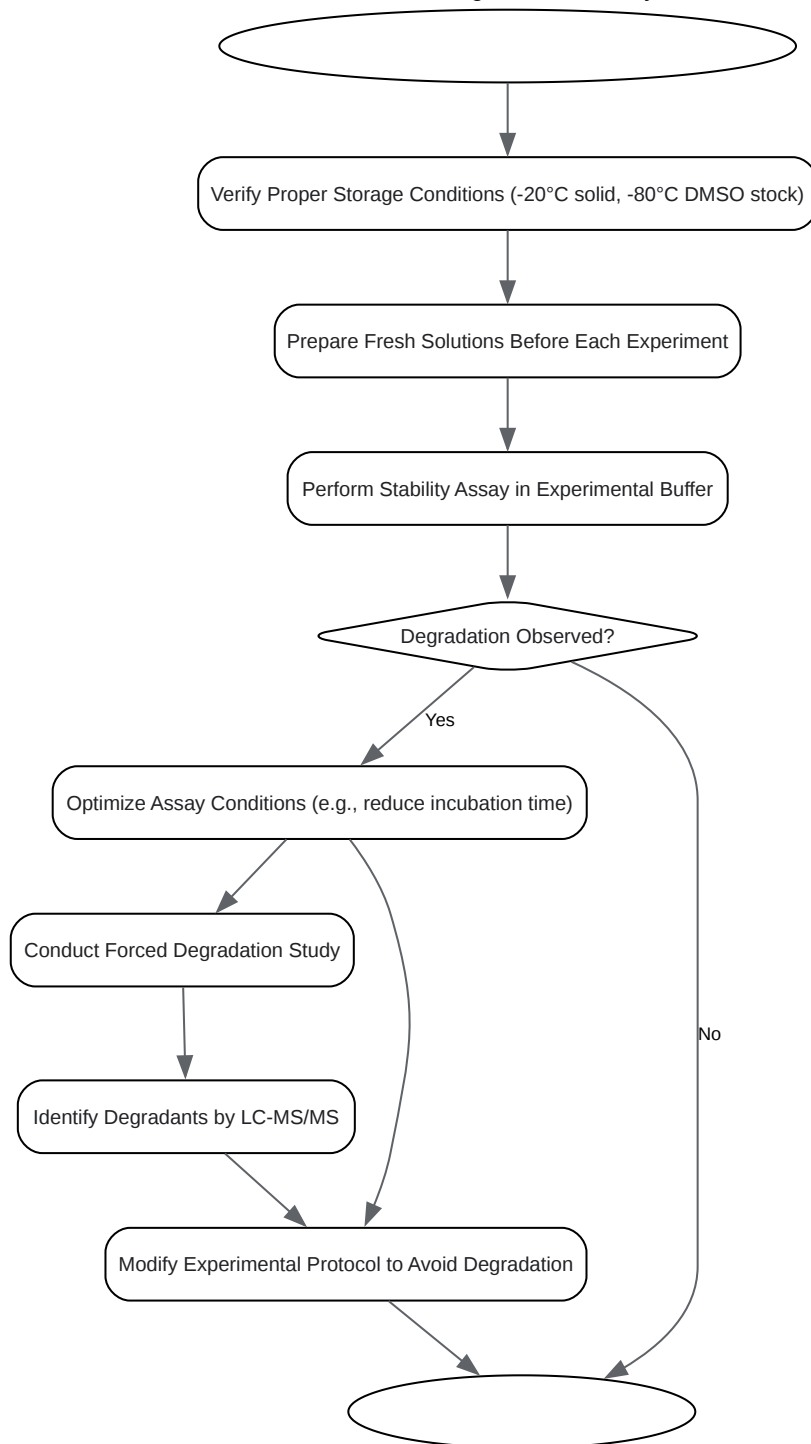 Verify Proper Storage Conditions (-20°C solid, -80°C DMSO stock)
Prepare Fresh Solutions Before Each Experiment
Perform Stability Assay in Experimental Buffer
Degradation Observed?
Yes
Optimize Assay Conditions (e.g., reduce incubation time)
Conduct Forced Degradation Study
No
Identify Degradants by LC-MS/MS
Modify Experimental Protocol to Avoid Degradation